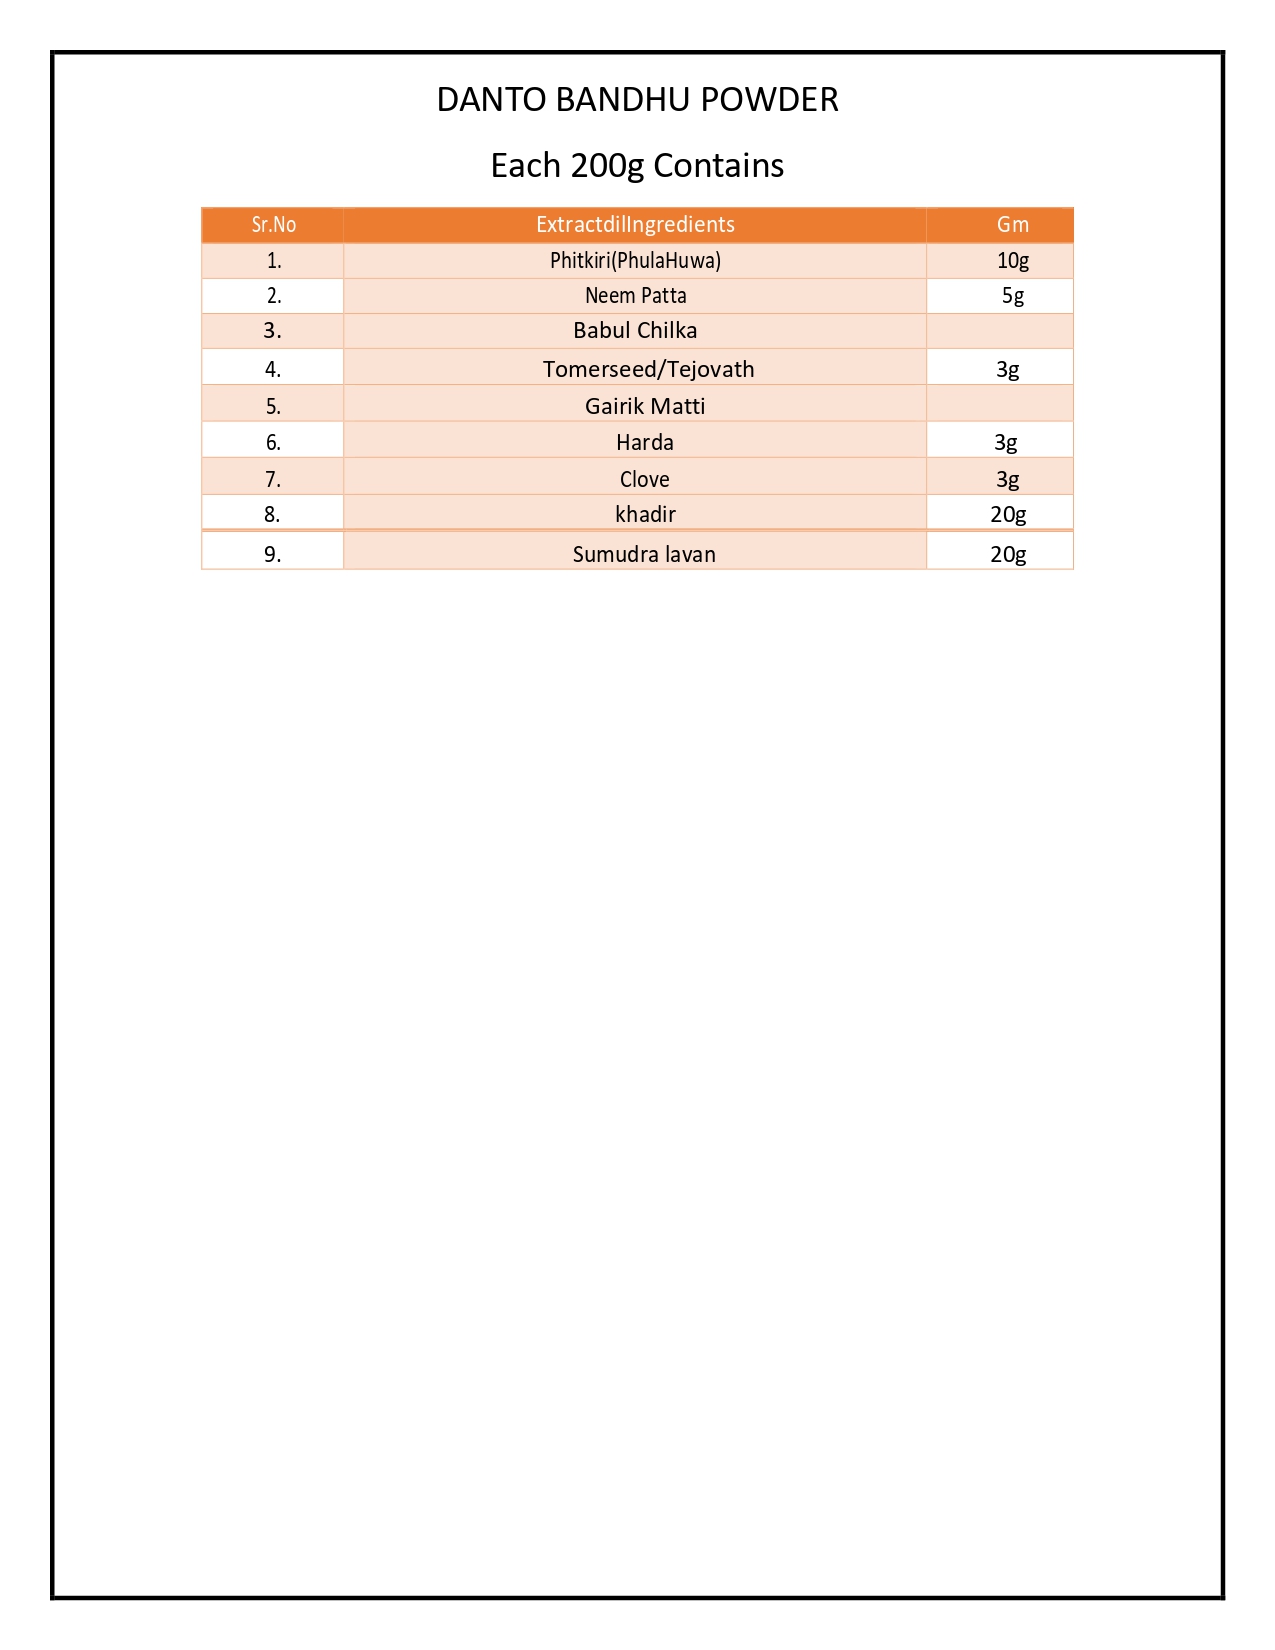 DANTO BANDHU POWDER
Each 200g Contains
Sr.No ExtractdilIngredients Gm
1. Phitkiri(PhulaHuwa) 10g
2. Neem Patta 5g
3. Babul Chilka
4. Tomerseed/Tejovath 3g
5. Gairik Matti
6. Harda 3g
7. Clove 3g
8. khadir 20g
9. Sumudra lavan 20g